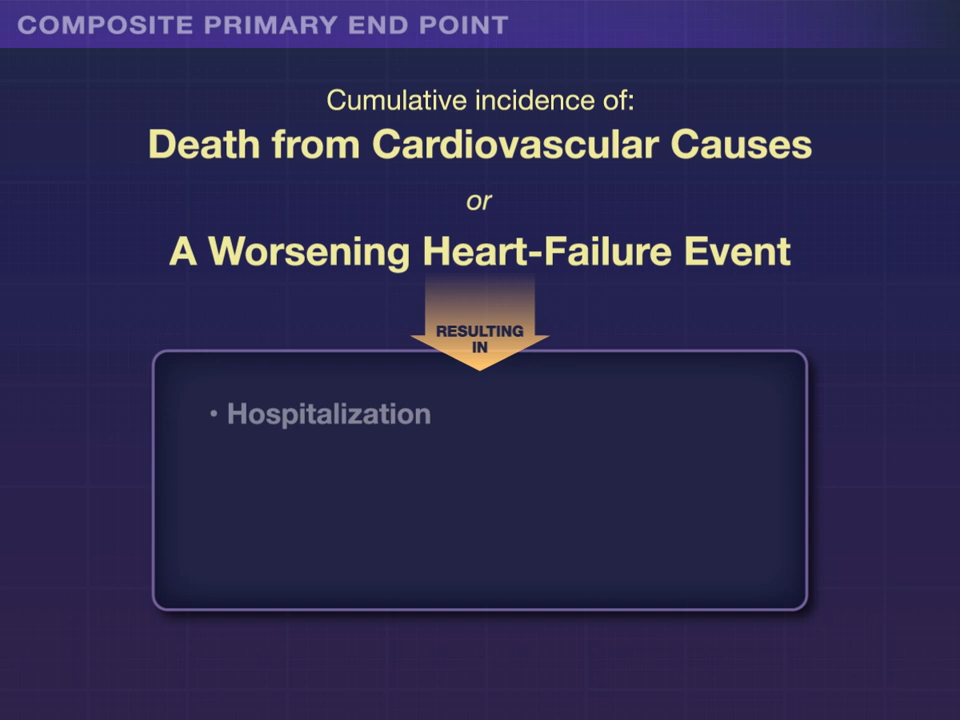 COMPOSITE PRIMARY END POINT
Cumulative incidence of:
Death from Cardiovascular Causes
or
A Worsening Heart-Failure Event
RESULTING
IN
• Hospitalization